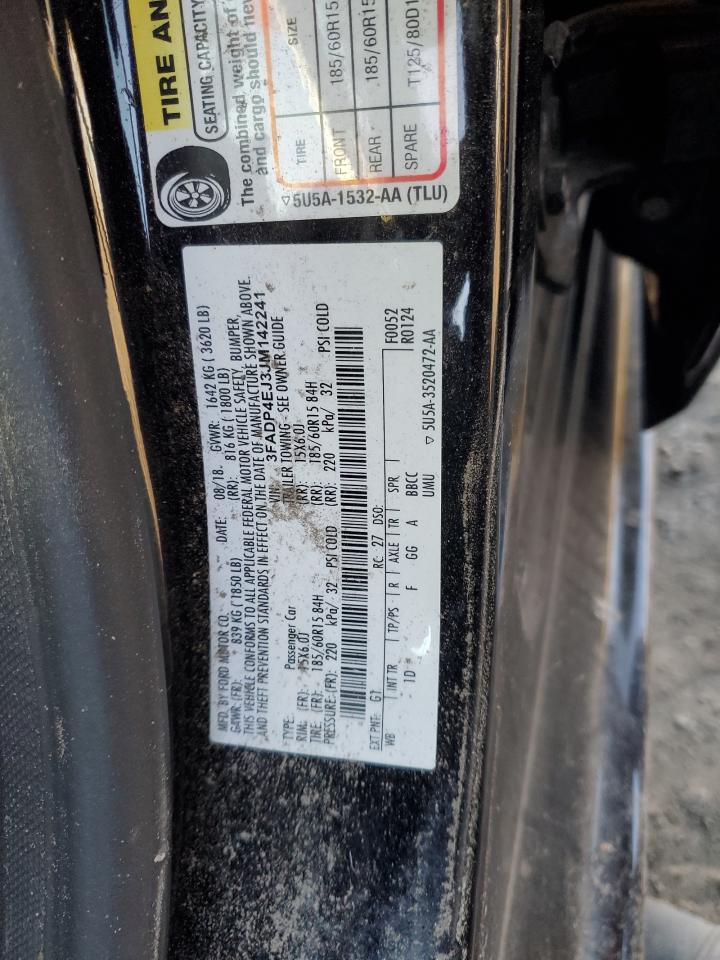 TIRE AN
SEATING CAPACITY
The combined weight of
and cargo should nev
TIRE SIZE
FRONT 185/60R15
REAR 185/60R15
SPARE T125/80D1
5U5A-1532-AA (TLU)
MFD. BY FORD MOTOR CO. DATE: 08/18 GVWR: 1642 KG ( 3620 LB)
GAWR: (FR): 839 KG (1850 LB) (RR): 816 KG ( 1800 LB)
THIS VEHICLE CONFORMS TO ALL APPLICABLE FEDERAL MOTOR VEHICLE SAFETY, BUMPER,
AND THEFT PREVENTION STANDARDS IN EFFECT ON THE DATE OF MANUFACTURE SHOWN ABOVE.
VIN: 3FADP4EJ3JM142241
TYPE: Passenger Car TRAILER TOWING - SEE OWNER GUIDE
RIM: (FR): 15X6.0J (RR): 15X6.0J
TIRE: (FR): 185/60R15 84H (RR): 185/60R15 84H
PRESSURE: (FR): 220 kPa/ 32 PSI COLD (RR): 220 kPa/ 32 PSI COLD
EXT PNT: G1 RC: 27 DSO: F0052
WB INT TR TP/PS R AXLE TR SPR R0124
1D F GG A BBCC
UMU 5U5A-3520472-AA